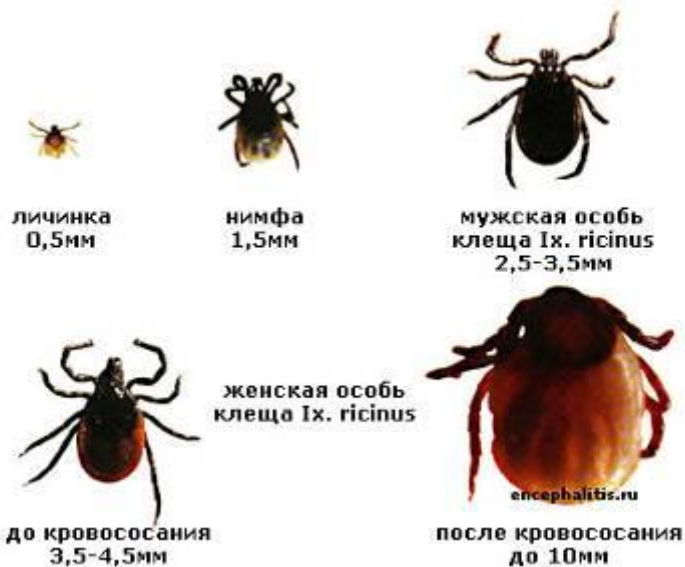 личинка
0,5мм
нимфа
1,5мм
мужская особь
клеща Ix. ricinus
2,5-3,5мм
женская особь
клеща Ix. ricinus
encephalitis.ru
до кровососания
3,5-4,5мм
после кровососания
до 10мм